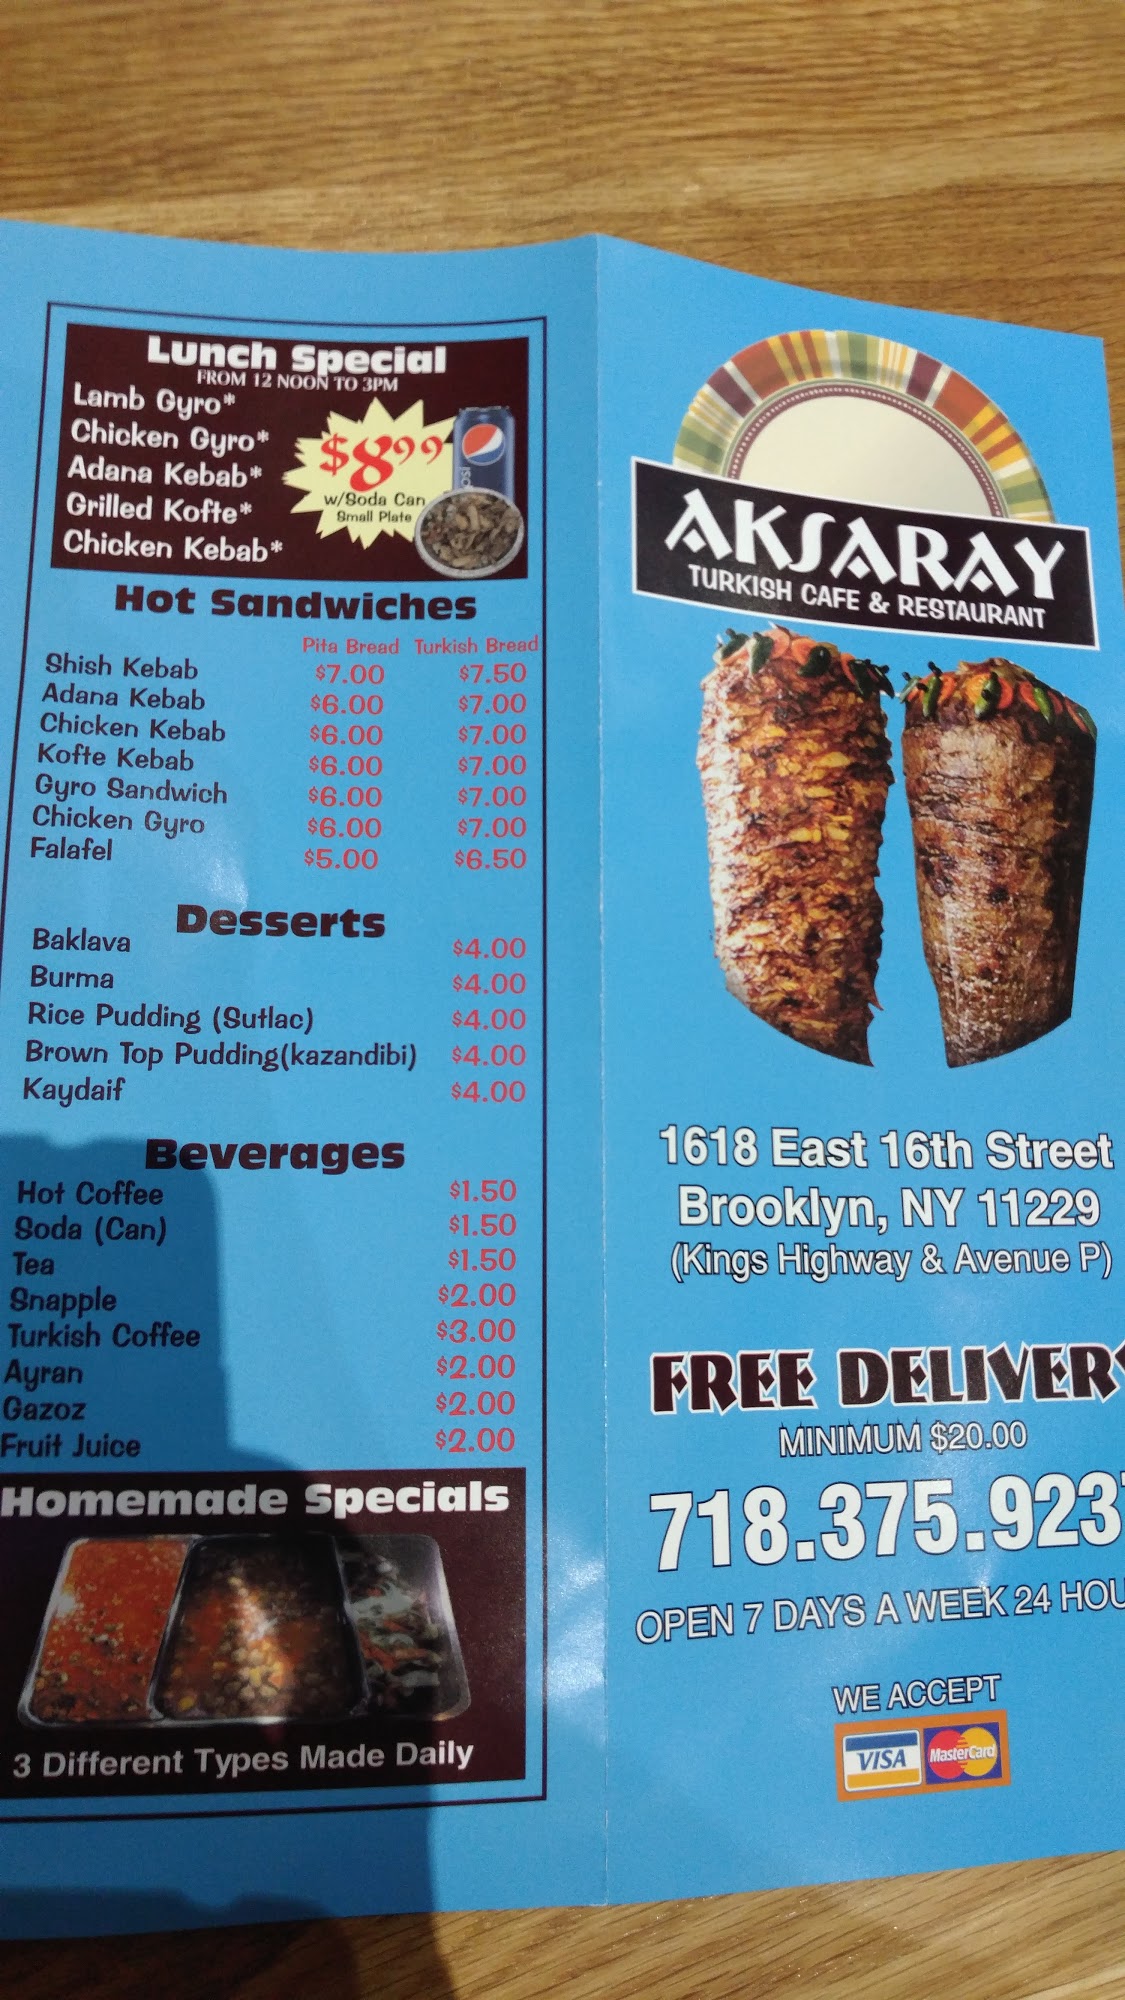 Lunch Special
FROM 12 NOON TO 3PM
Lamb Gyro*
Chicken Gyro*
Adana Kebab*
Grilled Kofte*
Chicken Kebab*
$8.99
w/Soda Can
Small Plate
Hot Sandwiches
Pita Bread Turkish Bread
Shish Kebab $7.00 $7.50
Adana Kebab $6.00 $7.00
Chicken Kebab $6.00 $7.00
Kofte Kebab $6.00 $7.00
Gyro Sandwich $6.00 $7.00
Chicken Gyro $6.00 $7.00
Falafel $5.00 $6.50
Desserts
Baklava $4.00
Burma $4.00
Rice Pudding (Sutlac) $4.00
Brown Top Pudding(kazandibi) $4.00
Kaydaif $4.00
Beverages
Hot Coffee $1.50
Soda (Can) $1.50
Tea $1.50
Snapple $2.00
Turkish Coffee $3.00
Ayran $2.00
Gazoz $2.00
Fruit Juice $2.00
Homemade Specials
3 Different Types Made Daily
AKSARAY
TURKISH CAFE & RESTAURANT
1618 East 16th Street
Brooklyn, NY 11229
(Kings Highway & Avenue P)
FREE DELIVERY
MINIMUM $20.00
718.375.923
OPEN 7 DAYS A WEEK 24 HOU
WE ACCEPT
VISA MasterCard